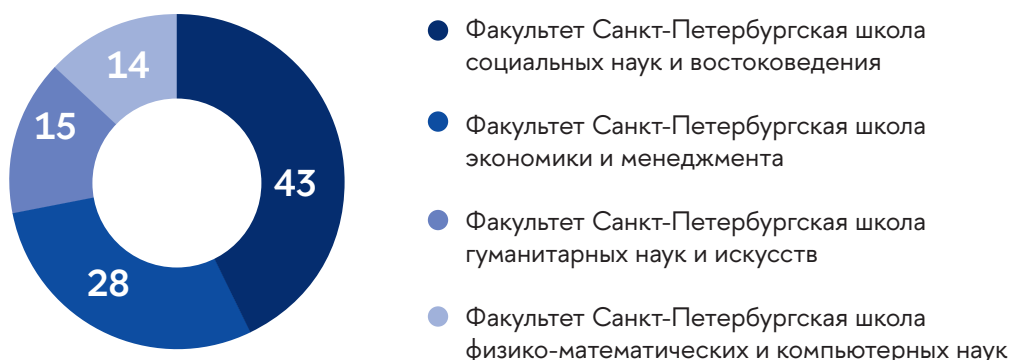 14
15
43
28
Факультет Санкт-Петербургская школа
социальных наук и востоковедения
Факультет Санкт-Петербургская школа
экономики и менеджмента
Факультет Санкт-Петербургская школа
гуманитарных наук и искусств
Факультет Санкт-Петербургская школа
физико-математических и компьютерных наук